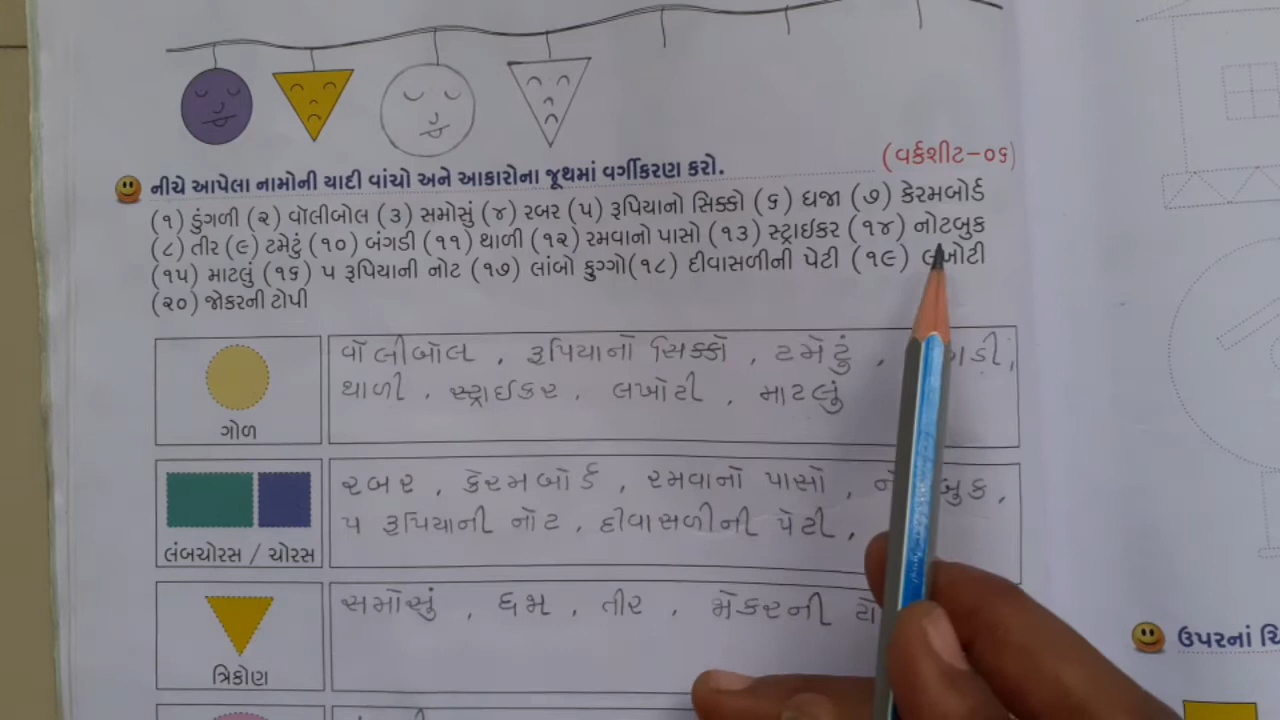 (વર્કશીટ-૦૬)
નીચે આપેલા નામોની યાદી વાંચો અને આકારોના જૂથમાં વર્ગીકરણ કરો.
(૧) ડુંગળી (૨) વૉલીબોલ (૩) સમોસું (૪) રબર (૫) રૂપિયાનો સિક્કો (૬) ધજા (૭) કેરમબોર્ડ
(૮) તીર (૯) ટમેટું (૧૦) બંગડી (૧૧) થાળી (૧૨) રમવાનો પાસો (૧૩) સ્ટ્રાઈકર (૧૪) નોટબુક
(૧૫) માટલું (૧૬) ૫ રૂપિયાની નોટ (૧૭) લાંબો ફુગ્ગો(૧૮) દીવાસળીની પેટી (૧૯) લખોટી
(૨૦) જોકરની ટોપી
વૉલીબૉલ , રૂપિયાનો સિક્કો , ટમેટું ,
થાળી , સ્ટ્રાઈકર , લખોટી , માટલું
ગોળ
રબર , કેરમબોર્ડ , રમવાનો પાસો ,
૫ રૂપિયાની નોટ , દીવાસળીની પેટી ,
લંબચોરસ / ચોરસ
સમોસું , ધજા , તીર , જોકરની
ત્રિકોણ
ઉપરનાં